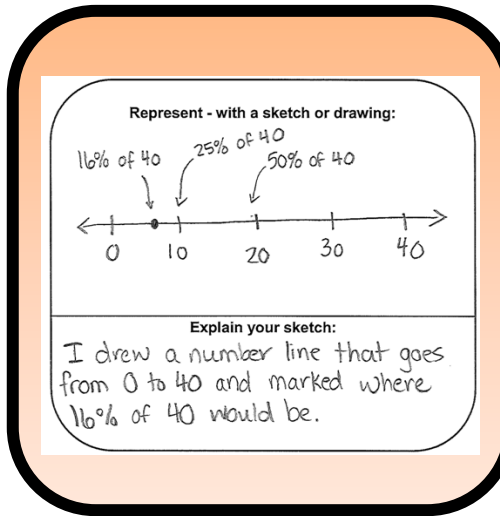 Represent - with a sketch or drawing:
16% of 40
25% of 40
50% of 40
0 10 20 30 40
Explain your sketch:
I drew a number line that goes
from 0 to 40 and marked where
16% of 40 would be.